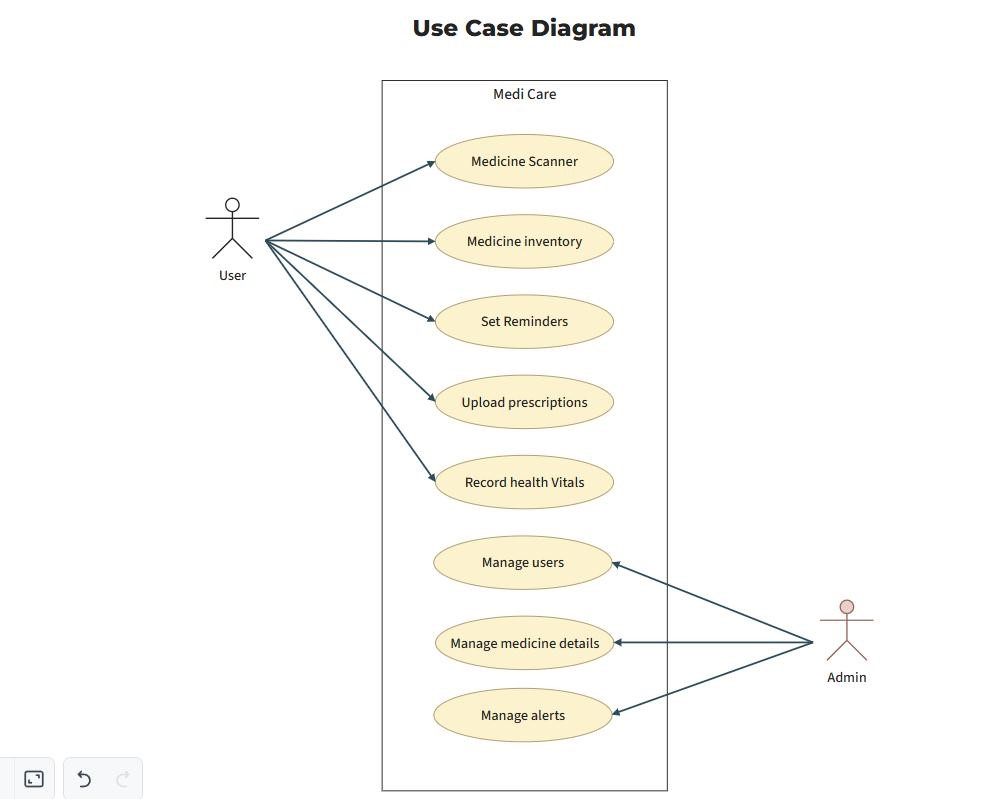 Use Case Diagram
Medi Care
Medicine Scanner
Medicine inventory
User
Set Reminders
Upload prescriptions
Record health Vitals
Manage users
Manage medicine details
Admin
Manage alerts